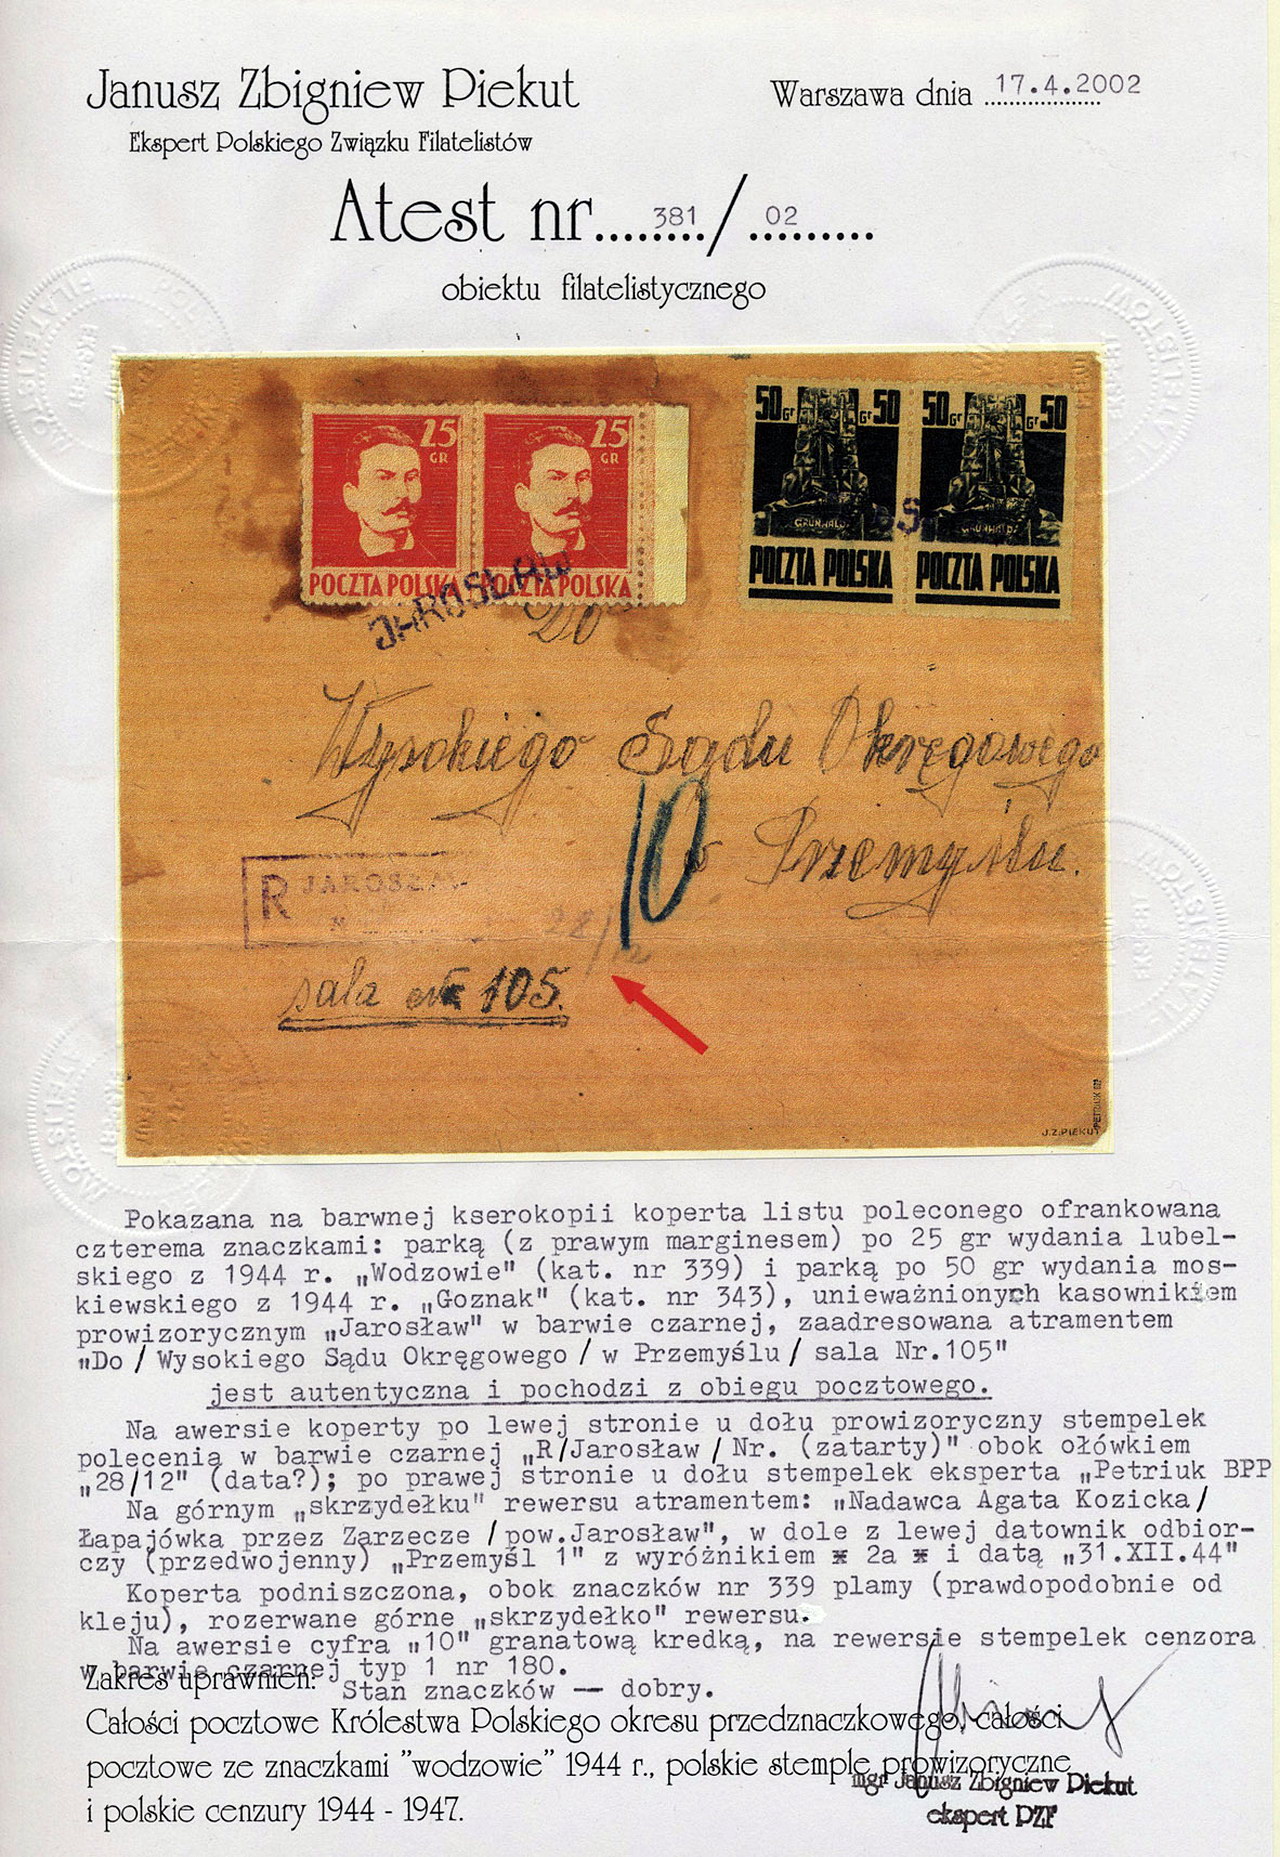 Janusz Zbigniew Piekut
Warszawa dnia 17.4.2002
Ekspert Polskiego Związku Filatelistów
Atest nr........381/..02.........
obiektu filatelistycznego
25 GR
25 GR
POCZTA POLSKA
POCZTA POLSKA
50 Gr
Gr 50
50 Gr
Gr 50
GRUNWALD
GRUNWALD
POCZTA POLSKA
POCZTA POLSKA
JAROSŁAW
Do
Wysokiego Sądu Okręgowego
w Przemyślu.
10
R JAROSŁAW
N
28/12
sala Nr 105.
PETRIUK BPP
J.Z.PIEKUT
Pokazana na barwnej kserokopii koperta listu poleconego ofrankowana
czterema znaczkami: parką (z prawym marginesem) po 25 gr wydania lubel-
skiego z 1944 r. „Wodzowie" (kat. nr 339) i parką po 50 gr wydania mos-
kiewskiego z 1944 r. „Goznak" (kat. nr 343), unieważnionych kasownikiem
prowizorycznym „Jarosław" w barwie czarnej, zaadresowana atramentem
„Do / Wysokiego Sądu Okręgowego / w Przemyślu / sala Nr.105"
jest autentyczna i pochodzi z obiegu pocztowego.
Na awersie koperty po lewej stronie u dołu prowizoryczny stempelek
polecenia w barwie czarnej „R/Jarosław / Nr. (zatarty)" obok ołówkiem
„28/12" (data?); po prawej stronie u dołu stempelek eksperta „Petriuk BPP
Na górnym „skrzydełku" rewersu atramentem: „Nadawca Agata Kozicka/
Łapajówka przez Zarzecze / pow.Jarosław", w dole z lewej datownik odbior-
czy (przedwojenny) „Przemyśl 1" z wyróżnikiem * 2a * i datą „31.XII.44"
Koperta podniszczona, obok znaczków nr 339 plamy (prawdopodobnie od
kleju), rozerwane górne „skrzydełko" rewersu.
Na awersie cyfra „10" granatową kredką, na rewersie stempelek cenzora
w barwie czarnej typ 1 nr 180.
Zakres uprawnień:
Stan znaczków — dobry.
Całości pocztowe Królestwa Polskiego okresu przedznaczkowego, całości
pocztowe ze znaczkami "wodzowie" 1944 r., polskie stemple prowizoryczne
i polskie cenzury 1944 - 1947.
mgr Janusz Zbigniew Piekut
ekspert PZF